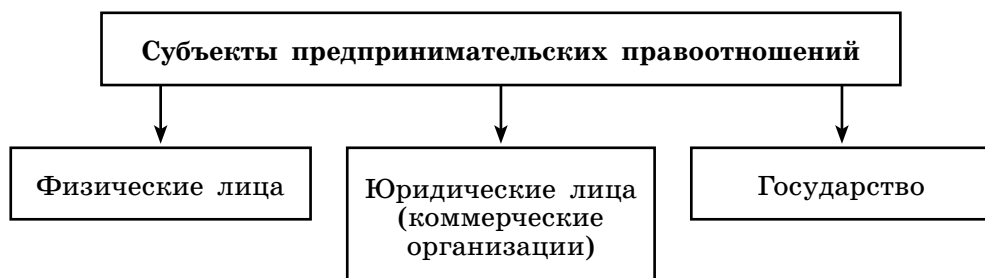 Субъекты предпринимательских правоотношений
Физические лица
Юридические лица
(коммерческие
организации)
Государство